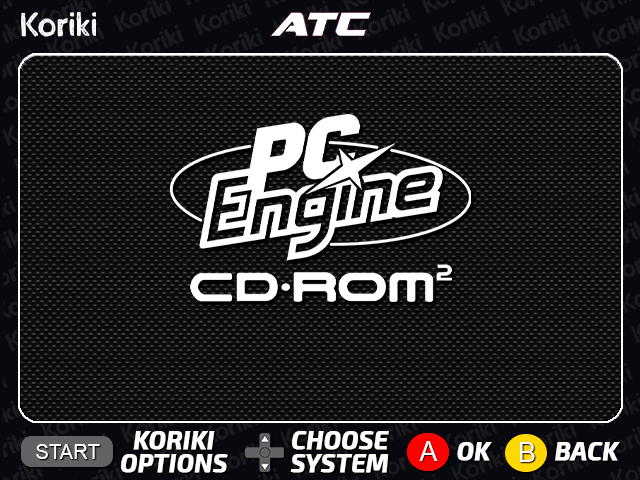 Koriki
ATC
PC
Engine
CD·ROM²
START
KORIKI
OPTIONS
CHOOSE
SYSTEM
A
OK
B
BACK